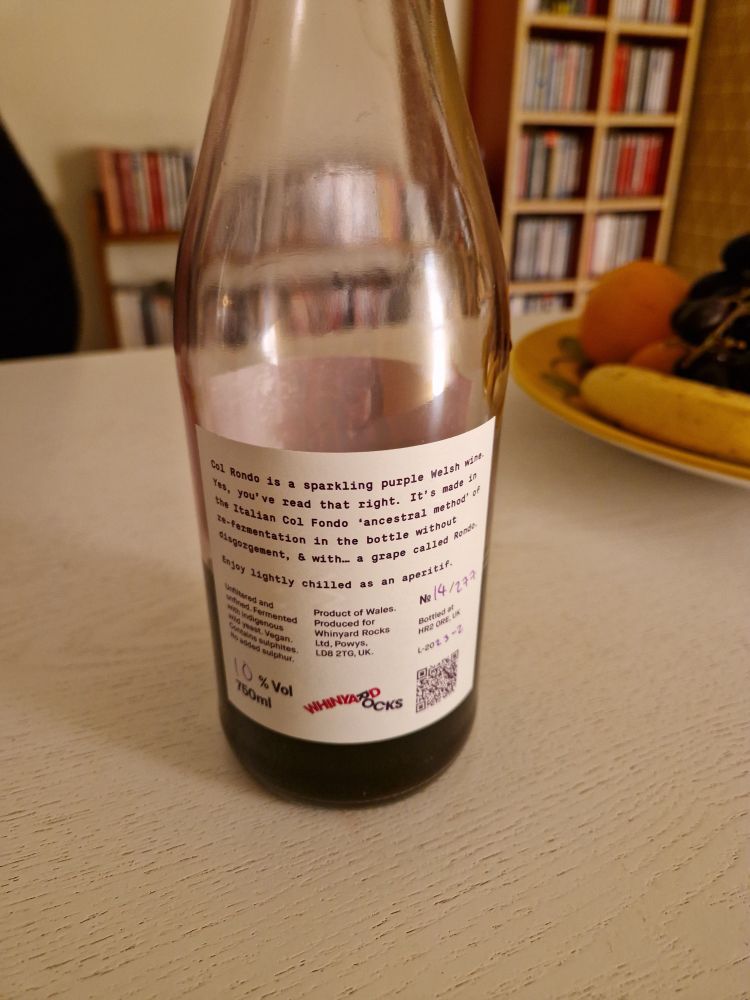 Col Rondo is a sparkling purple Welsh wine.
Yes, you've read that right. It's made in
the Italian Col Fondo ‘ancestral method’ of
re-fermentation in the bottle without
disgorgement, & with… a grape called Rondo.
Enjoy lightly chilled as an aperitif.
Unfiltered and
unfined. Fermented
with indigenous
wild yeast. Vegan.
Contains sulphites.
No added sulphur.
10 % Vol
750ml
Product of Wales.
Produced for
Whinyard Rocks
Ltd, Powys,
LD8 2TG, UK.
WHINYARD
ROCKS
№ 14/277
Bottled at
HR2 0RE, UK
L-2023-2